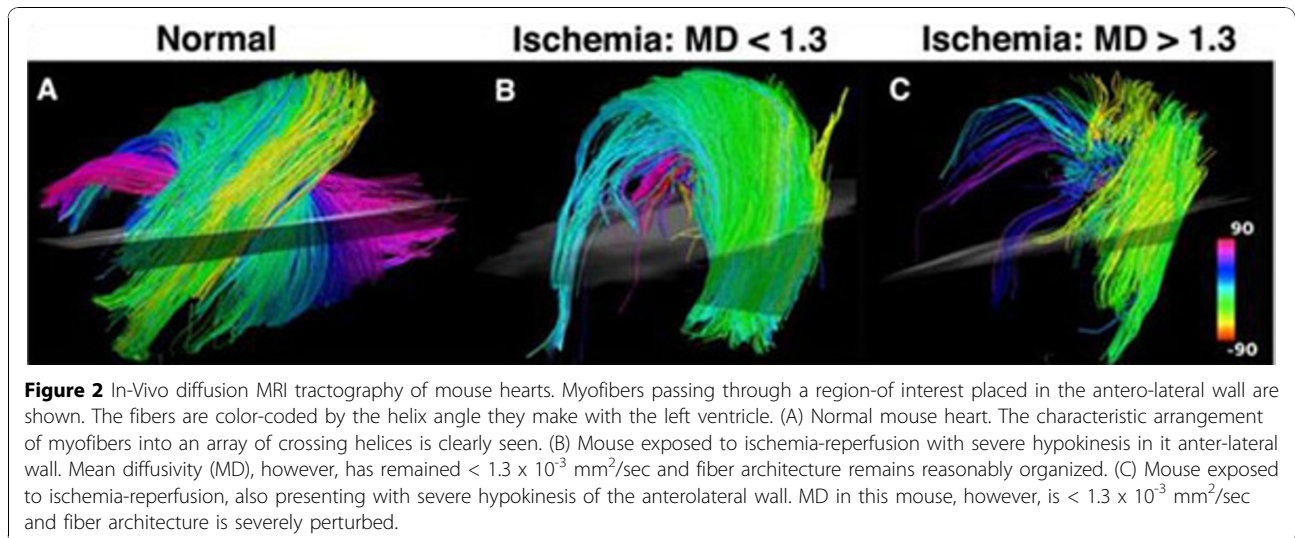 Normal
Ischemia: MD < 1.3
Ischemia: MD > 1.3
A
B
C
90
-90
Figure 2 In-Vivo diffusion MRI tractography of mouse hearts. Myofibers passing through a region-of interest placed in the antero-lateral wall are
shown. The fibers are color-coded by the helix angle they make with the left ventricle. (A) Normal mouse heart. The characteristic arrangement
of myofibers into an array of crossing helices is clearly seen. (B) Mouse exposed to ischemia-reperfusion with severe hypokinesis in it anter-lateral
wall. Mean diffusivity (MD), however, has remained < 1.3 x 10⁻³ mm²/sec and fiber architecture remains reasonably organized. (C) Mouse exposed
to ischemia-reperfusion, also presenting with severe hypokinesis of the anterolateral wall. MD in this mouse, however, is < 1.3 x 10⁻³ mm²/sec
and fiber architecture is severely perturbed.